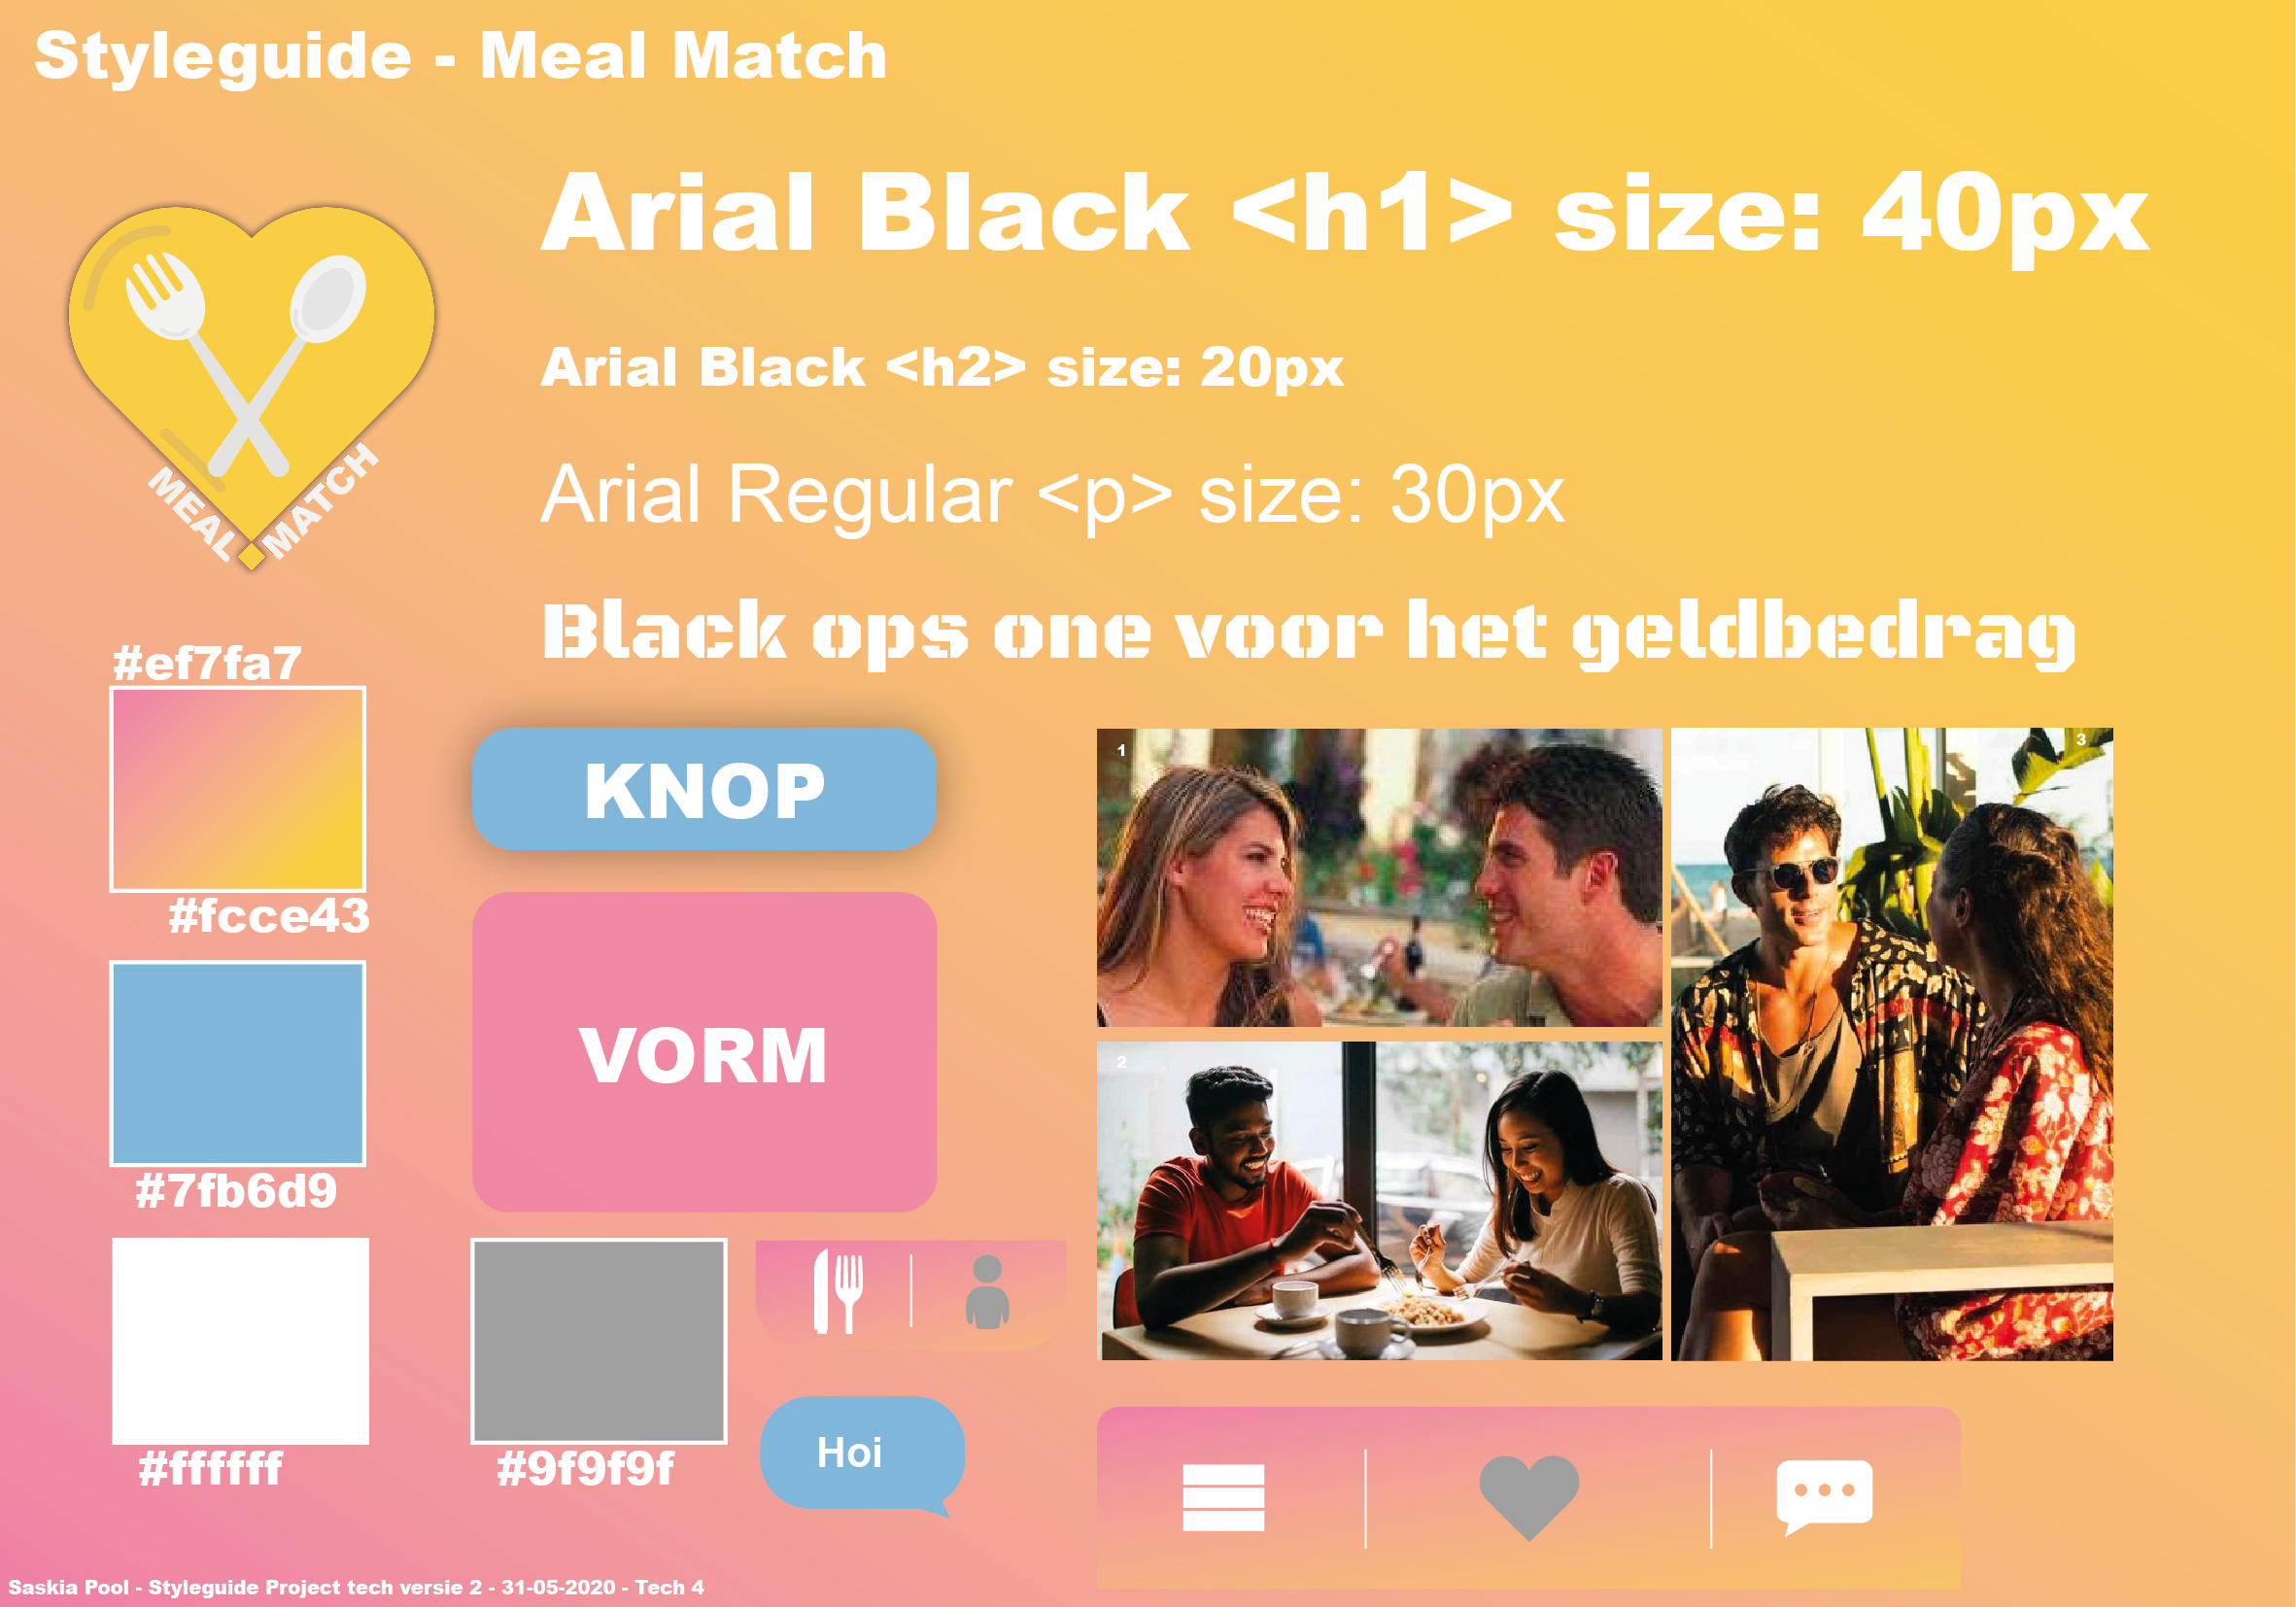 Styleguide - Meal Match
Arial Black <h1> size: 40px
Arial Black <h2> size: 20px
Arial Regular <p> size: 30px
Black ops one voor het geldbedrag
MEAL MATCH
#ef7fa7
#fcce43
#7fb6d9
#ffffff
#9f9f9f
KNOP
VORM
Hoi
1
2
3
Saskia Pool - Styleguide Project tech versie 2 - 31-05-2020 - Tech 4